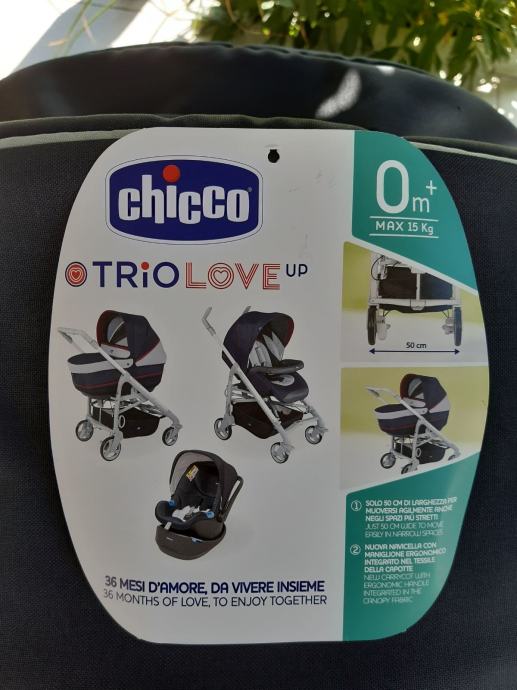 chicco
TRiO LOVE UP
36 MESI D'AMORE, DA VIVERE INSIEME
36 MONTHS OF LOVE, TO ENJOY TOGETHER
0m+
MAX 15 Kg
50 cm
1 SOLO 50 CM DI LARGHEZZA PER
MUOVERSI AGILMENTE ANCHE
NEGLI SPAZI PIÙ STRETTI
JUST 50 CM WIDE TO MOVE
EASILY IN NARROW SPACES
2 NUOVA NAVICELLA CON
MANIGLIONE ERGONOMICO
INTEGRATO NEL TESSILE
DELLA CAPOTTE
NEW CARRYCOT WITH
ERGONOMIC HANDLE
INTEGRATED IN THE
CANOPY FABRIC